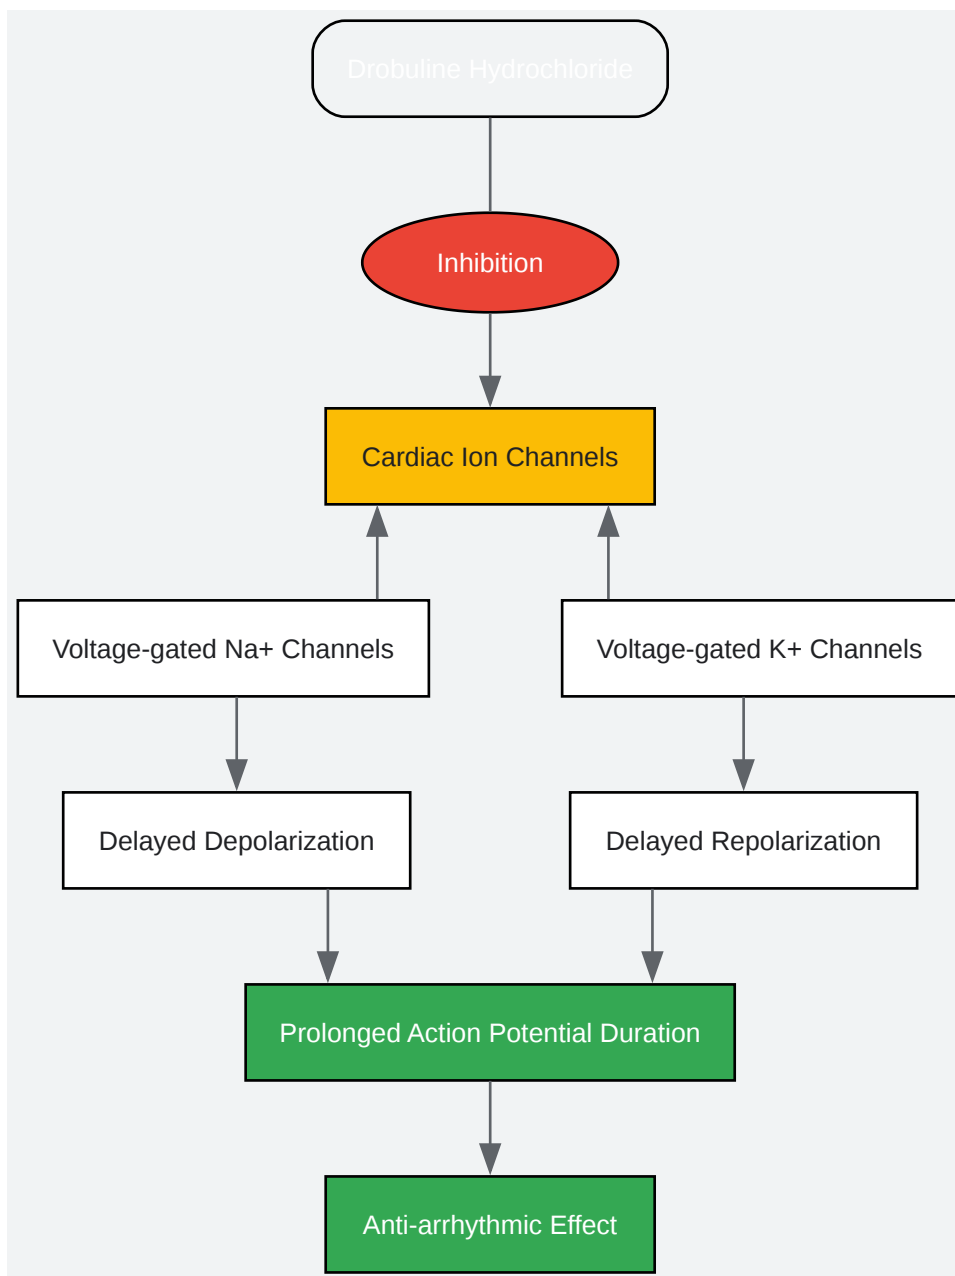 Drobuline Hydrochloride
Inhibition
Cardiac Ion Channels
Voltage-gated Na+ Channels
Voltage-gated K+ Channels
Delayed Depolarization
Delayed Repolarization
Prolonged Action Potential Duration
Anti-arrhythmic Effect